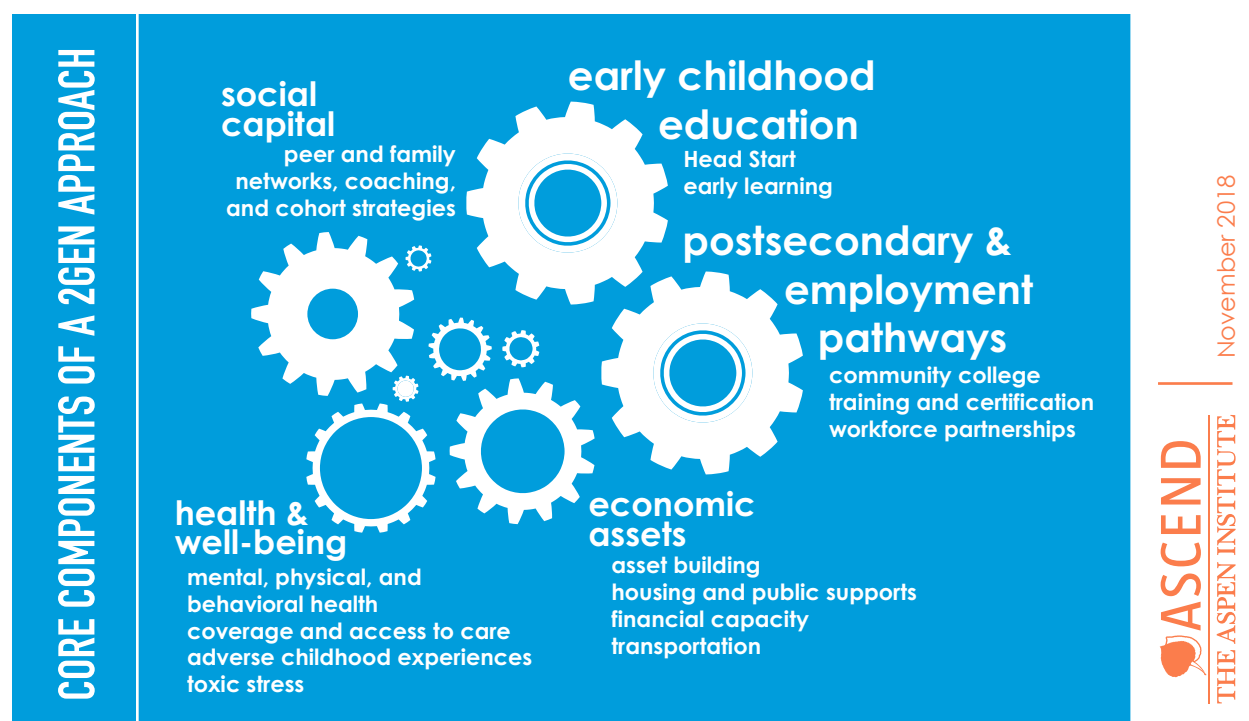 CORE COMPONENTS OF A 2GEN APPROACH
social
capital
peer and family
networks, coaching,
and cohort strategies
early childhood
education
Head Start
early learning
postsecondary &
employment
pathways
community college
training and certification
workforce partnerships
health &
well-being
mental, physical, and
behavioral health
coverage and access to care
adverse childhood experiences
toxic stress
economic
assets
asset building
housing and public supports
financial capacity
transportation
ASCEND
THE ASPEN INSTITUTE
November 2018